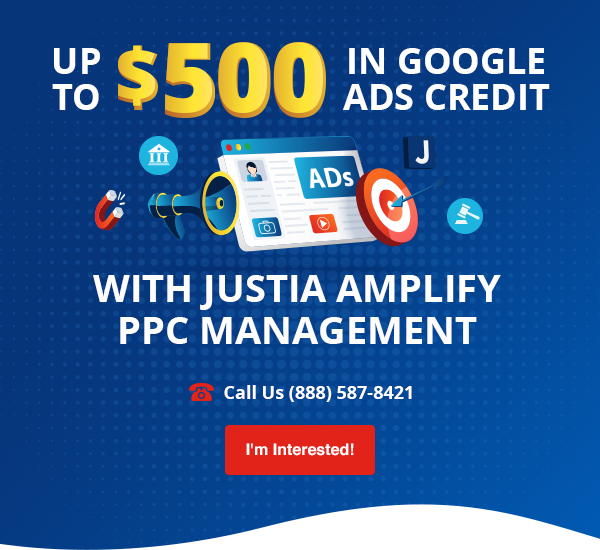 UP TO $500 IN GOOGLE ADS CREDIT
ADs
J
WITH JUSTIA AMPLIFY
PPC MANAGEMENT
Call Us (888) 587-8421
I'm Interested!